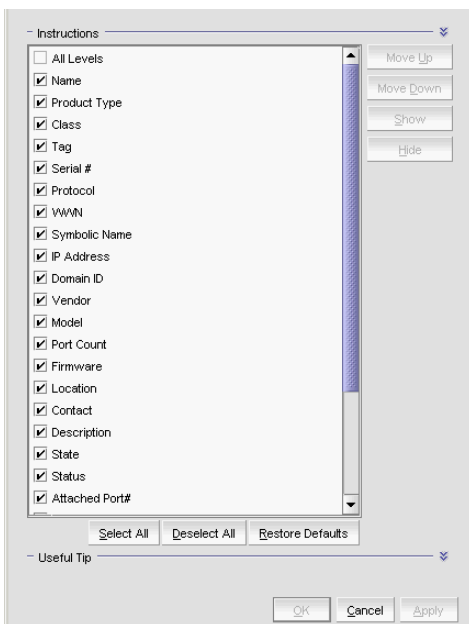 Instructions
All Levels
Name
Product Type
Class
Tag
Serial #
Protocol
WWN
Symbolic Name
IP Address
Domain ID
Vendor
Model
Port Count
Firmware
Location
Contact
Description
State
Status
Attached Port#
Move Up
Move Down
Show
Hide
Select All Deselect All Restore Defaults
Useful Tip
OK Cancel Apply